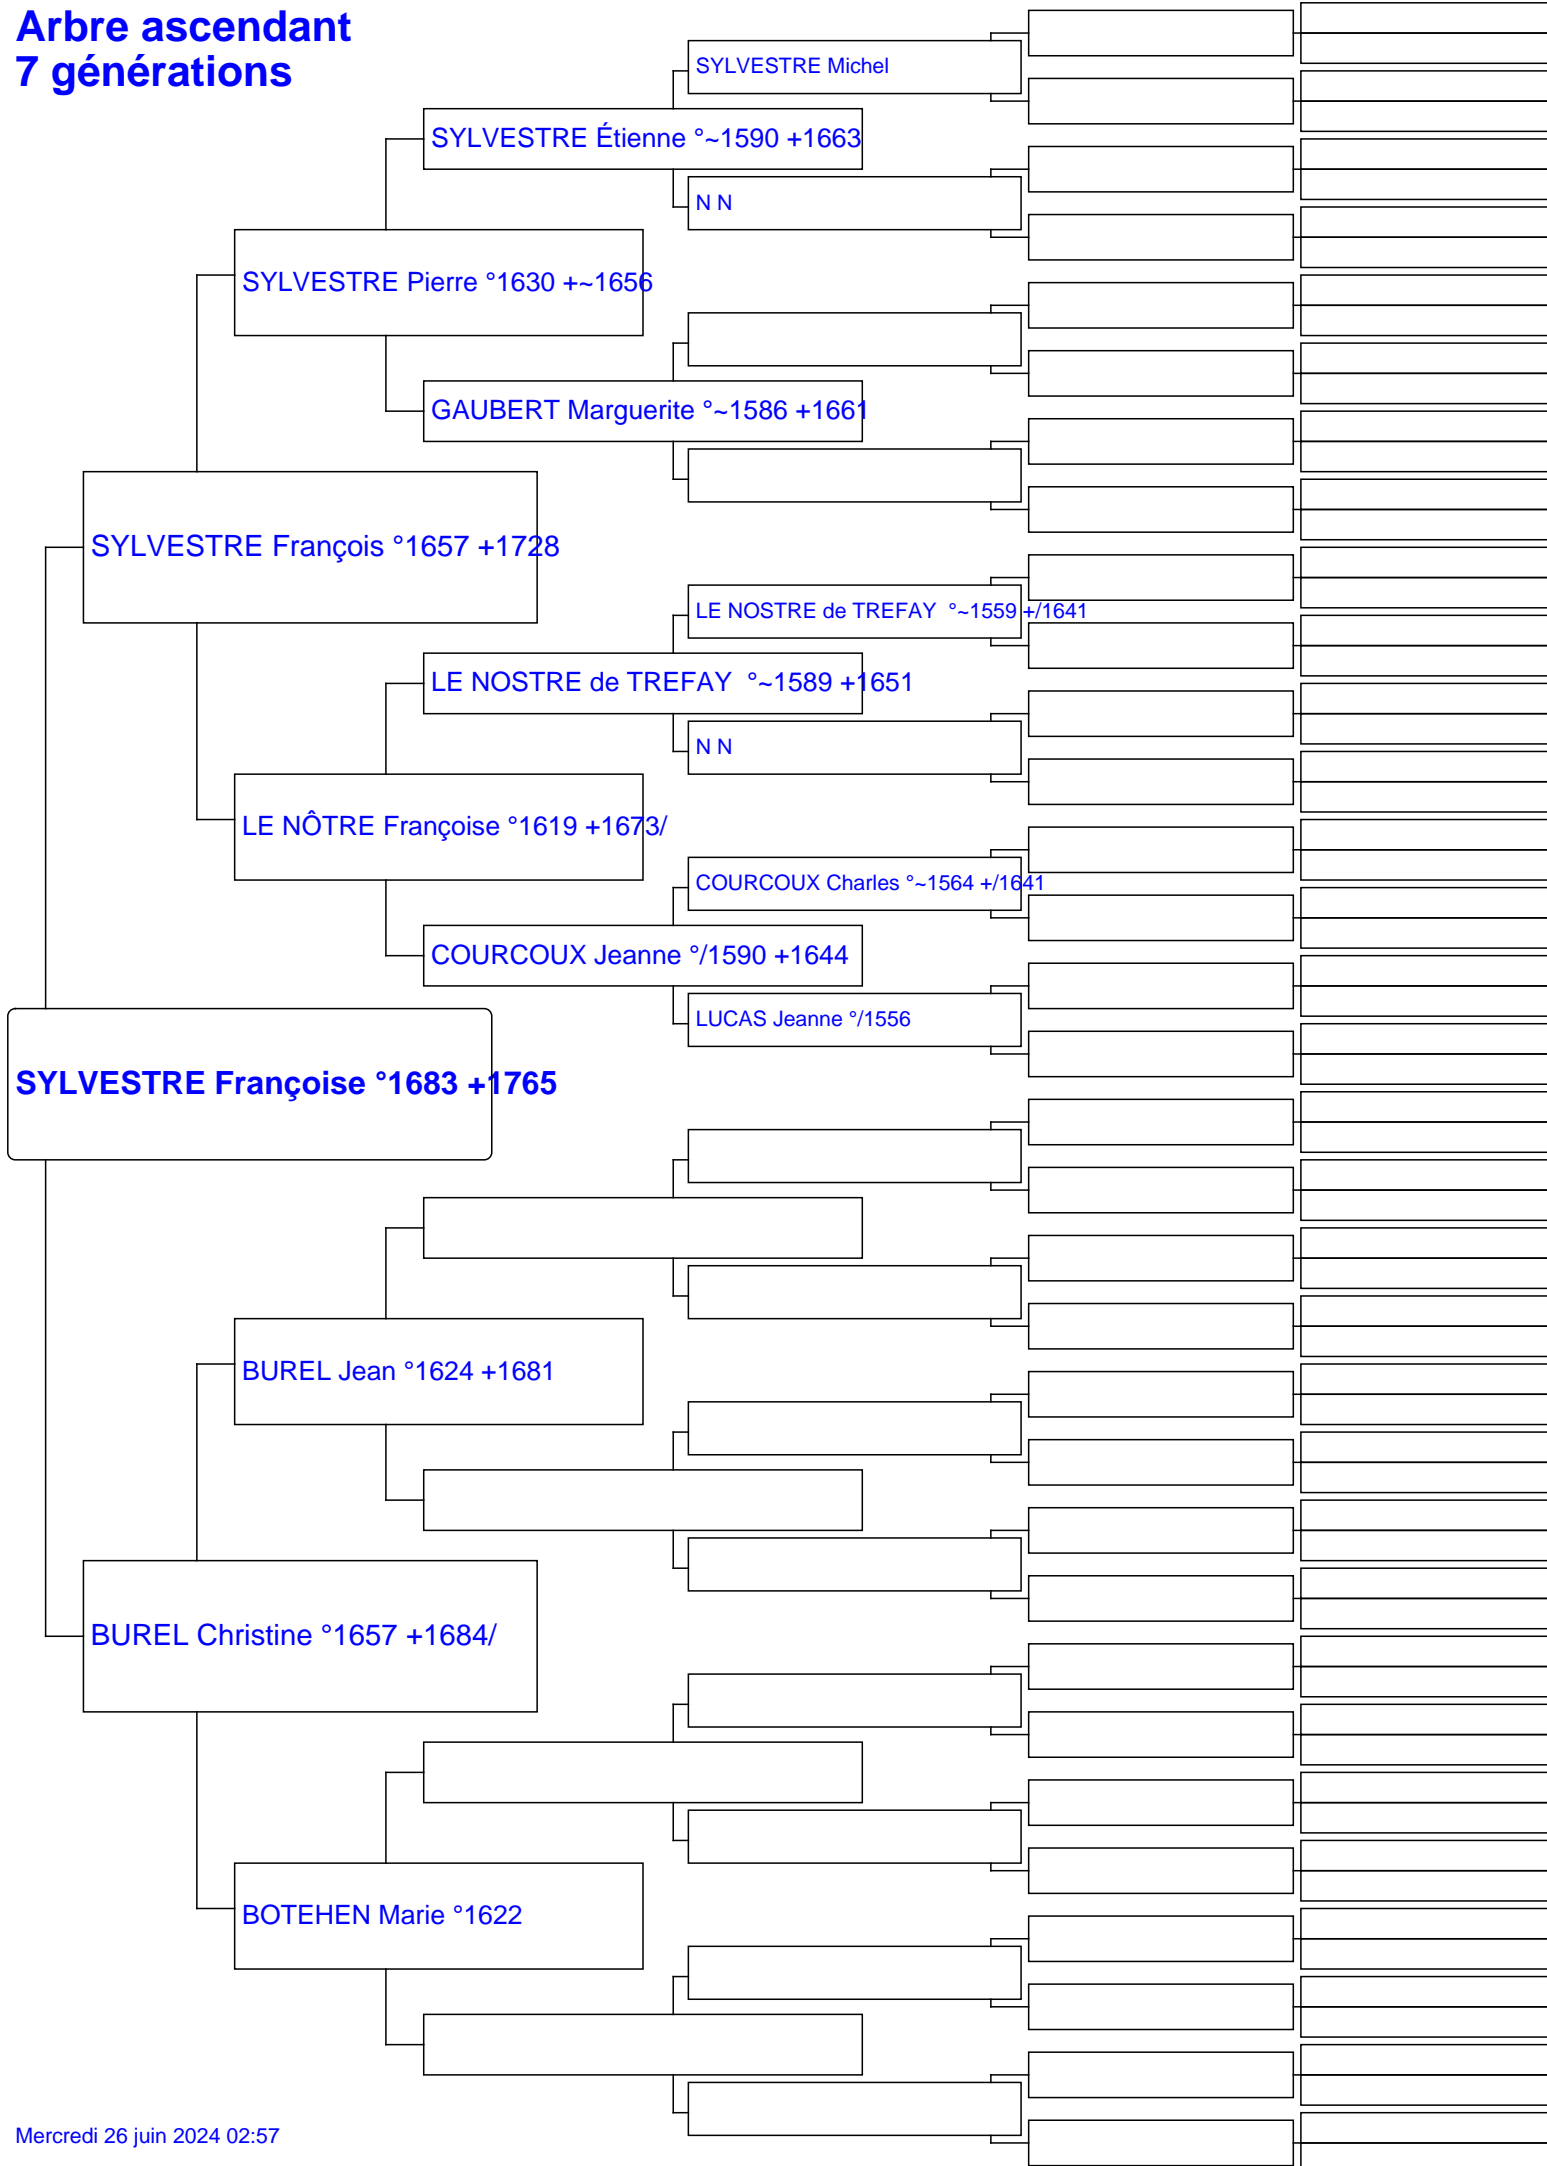 Arbre ascendant
7 générations
SYLVESTRE Michel
SYLVESTRE Étienne °~1590 +1663
N N
SYLVESTRE Pierre °1630 +~1656
GAUBERT Marguerite °~1586 +1661
SYLVESTRE François °1657 +1728
LE NOSTRE de TREFAY  °~1559 +/1641
LE NOSTRE de TREFAY  °~1589 +1651
N N
LE NÔTRE Françoise °1619 +1673/
COURCOUX Charles °~1564 +/1641
COURCOUX Jeanne °/1590 +1644
LUCAS Jeanne °/1556
SYLVESTRE Françoise °1683 +1765
BUREL Jean °1624 +1681
BUREL Christine °1657 +1684/
BOTEHEN Marie °1622
Mercredi 26 juin 2024 02:57